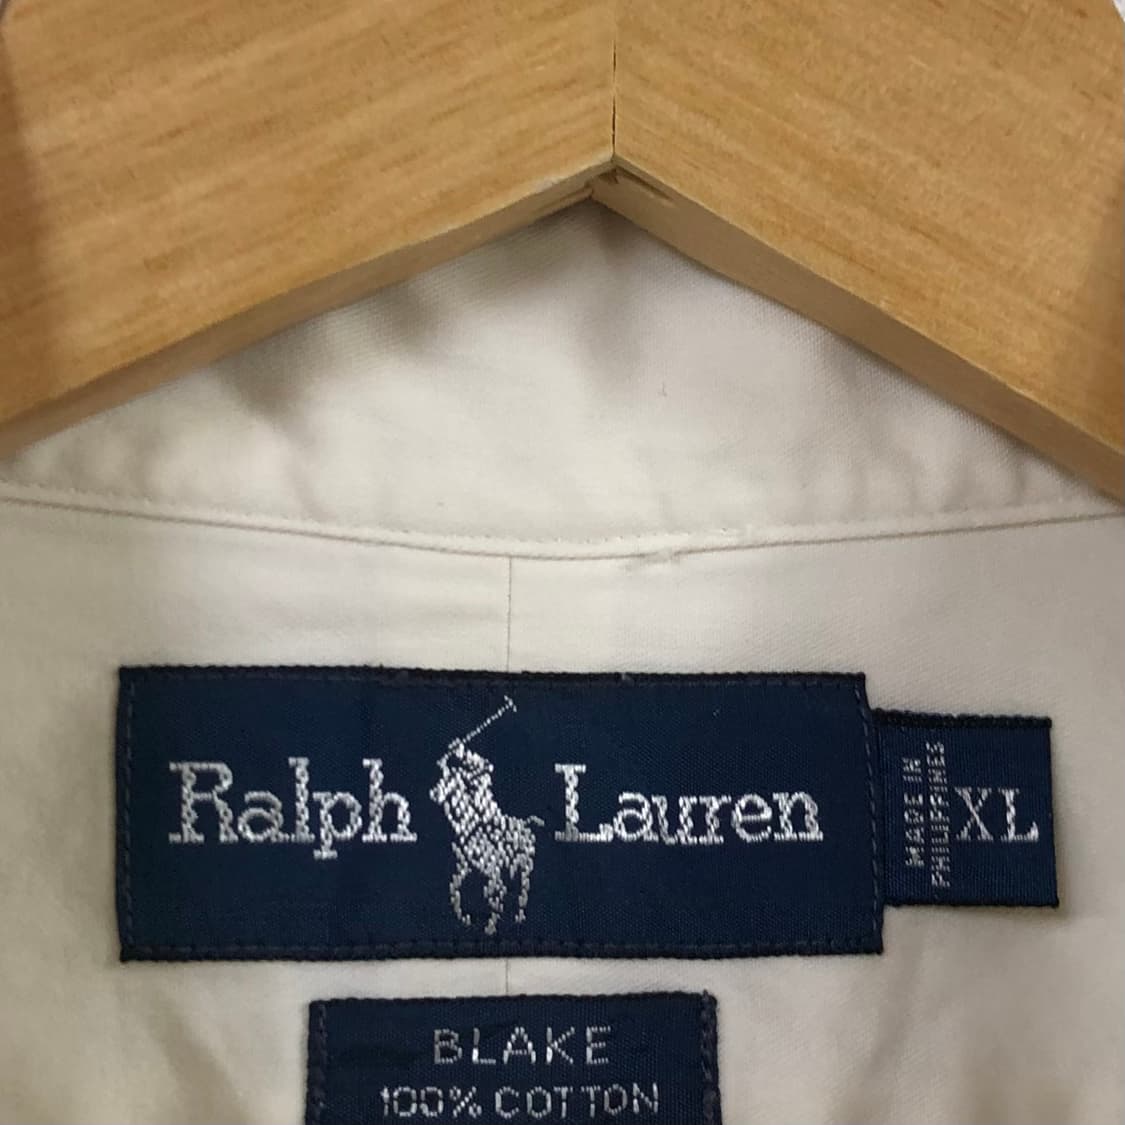 Ralph Lauren
MADE IN
PHILIPPINES
XL
BLAKE
100% COTTON